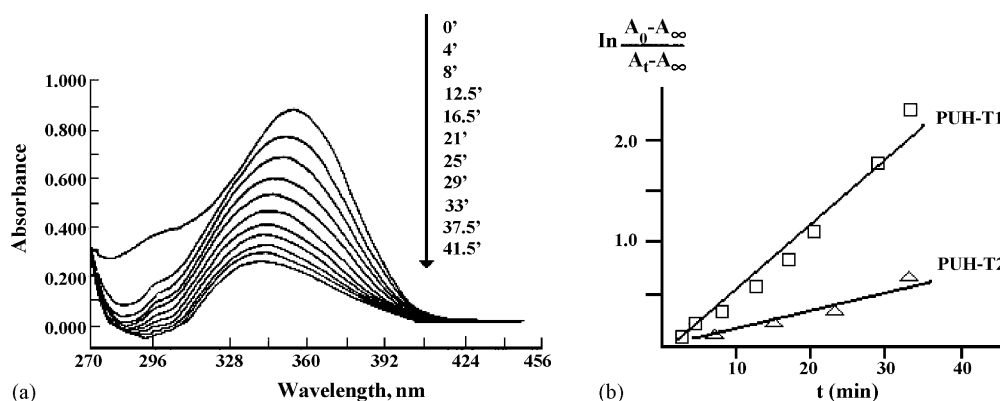 0'
4'
8'
12.5'
16.5'
21'
25'
29'
33'
37.5'
41.5'
1.000
0.800
0.600
0.400
0.200
0.000
Absorbance
270 296 328 360 392 424 456
Wavelength, nm
(a)
In A₀-A∞
Aₜ-A∞
2.0
1.0
PUH-T1
PUH-T2
10 20 30 40
t (min)
(b)